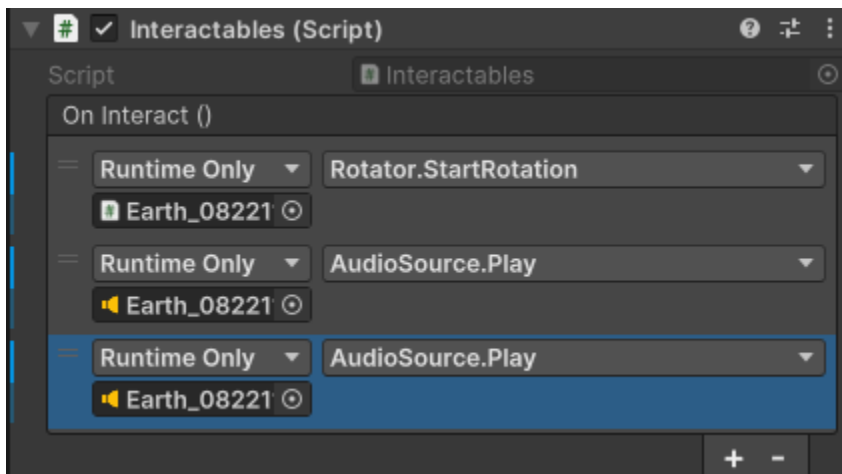 Interactables (Script)
Script Interactables
On Interact ()
Runtime Only Rotator.StartRotation
Earth_08221
Runtime Only AudioSource.Play
Earth_08221
Runtime Only AudioSource.Play
Earth_08221